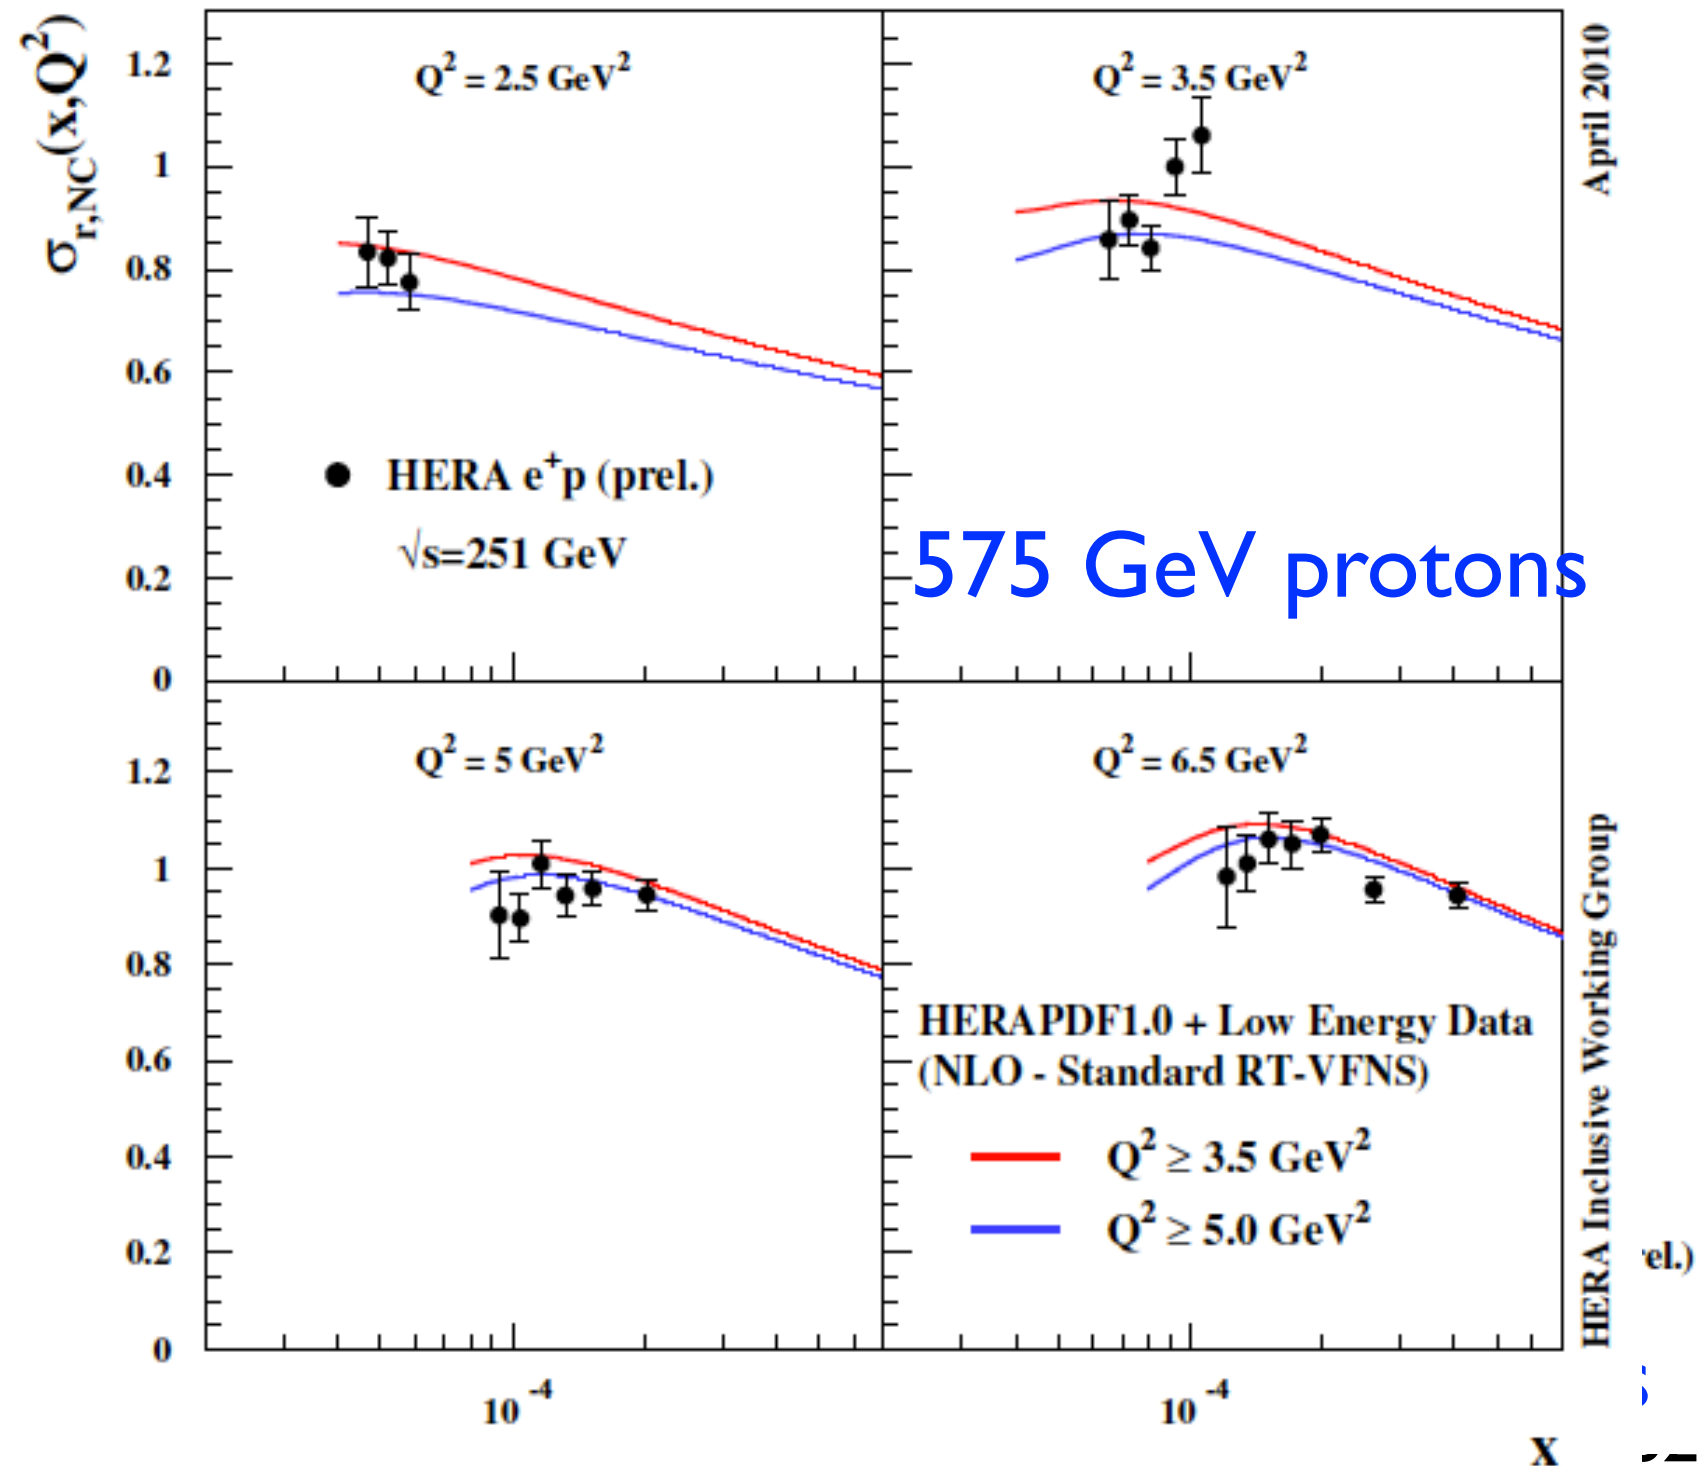 σr,NC(x,Q²)
1.2
1
0.8
0.6
0.4
0.2
0
Q² = 2.5 GeV²
HERA e⁺p (prel.)
√s=251 GeV
Q² = 3.5 GeV²
575 GeV protons
April 2010
1.2
1
0.8
0.6
0.4
0.2
0
Q² = 5 GeV²
Q² = 6.5 GeV²
HERAPDF1.0 + Low Energy Data
(NLO - Standard RT-VFNS)
Q² ≥ 3.5 GeV²
Q² ≥ 5.0 GeV²
HERA Inclusive Working Group
el.)
10⁻⁴
10⁻⁴
x